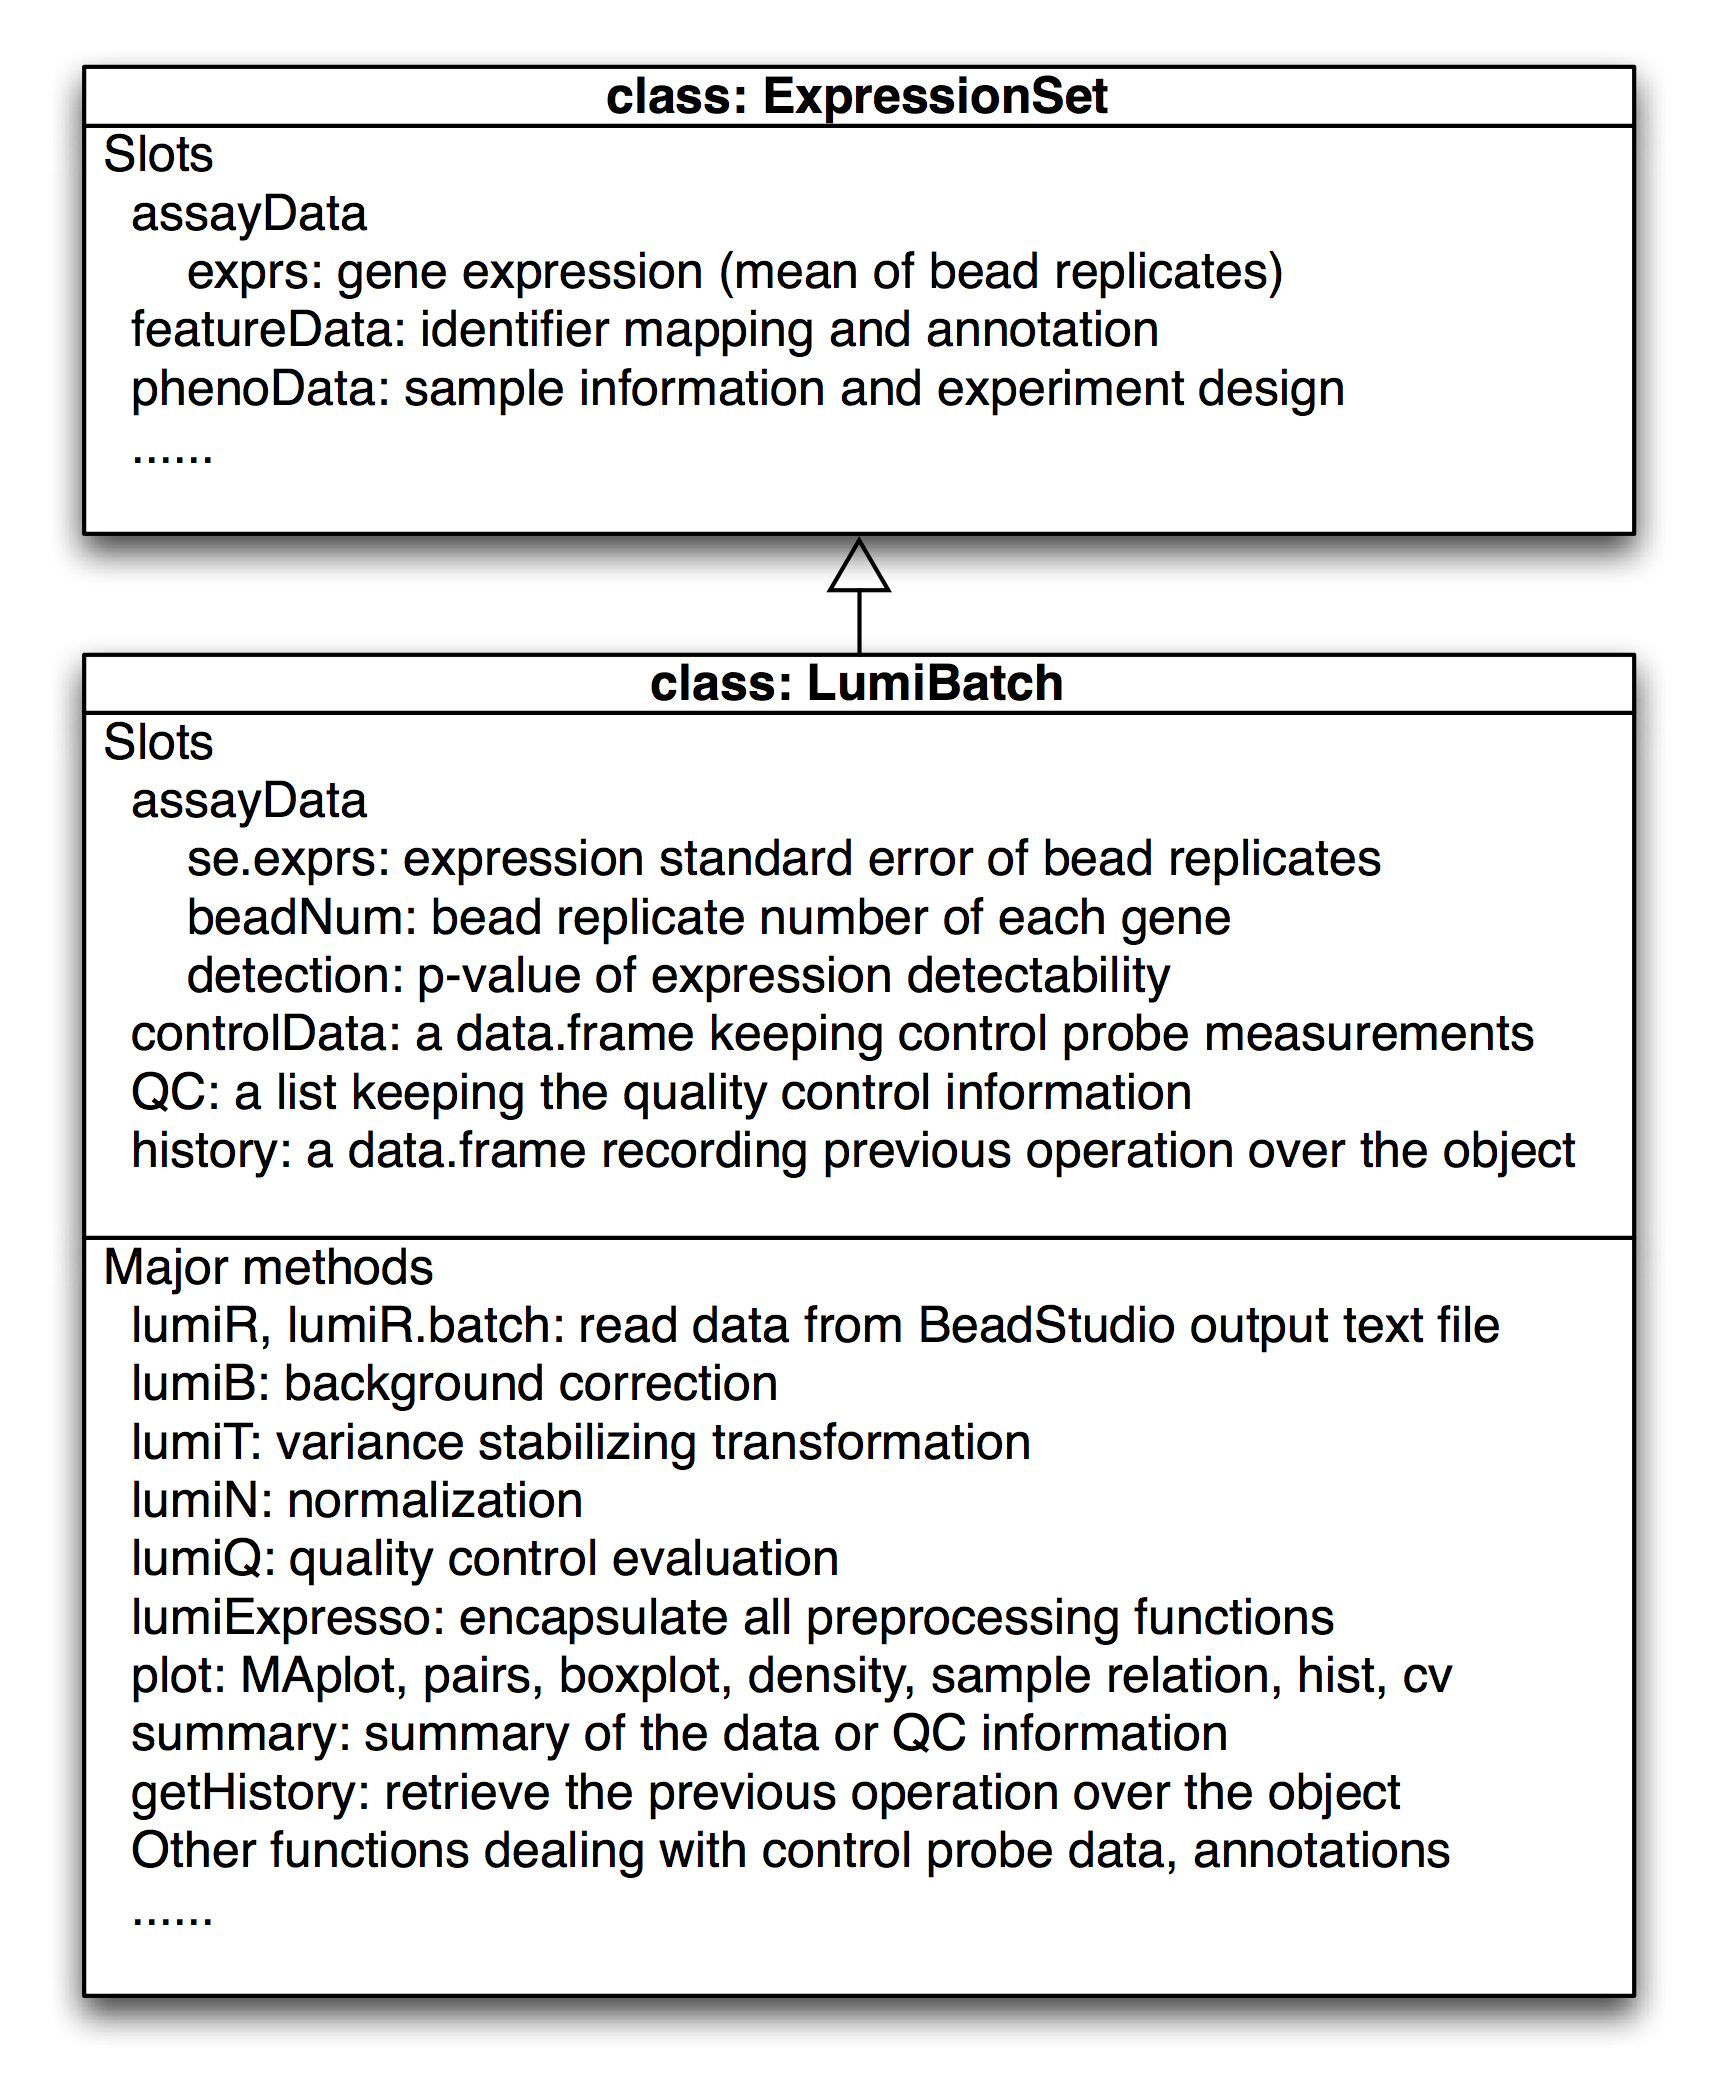 class: ExpressionSet
Slots
assayData
exprs: gene expression (mean of bead replicates)
featureData: identifier mapping and annotation
phenoData: sample information and experiment design
......
class: LumiBatch
Slots
assayData
se.exprs: expression standard error of bead replicates
beadNum: bead replicate number of each gene
detection: p-value of expression detectability
controlData: a data.frame keeping control probe measurements
QC: a list keeping the quality control information
history: a data.frame recording previous operation over the object
Major methods
lumiR, lumiR.batch: read data from BeadStudio output text file
lumiB: background correction
lumiT: variance stabilizing transformation
lumiN: normalization
lumiQ: quality control evaluation
lumiExpresso: encapsulate all preprocessing functions
plot: MAplot, pairs, boxplot, density, sample relation, hist, cv
summary: summary of the data or QC information
getHistory: retrieve the previous operation over the object
Other functions dealing with control probe data, annotations
......